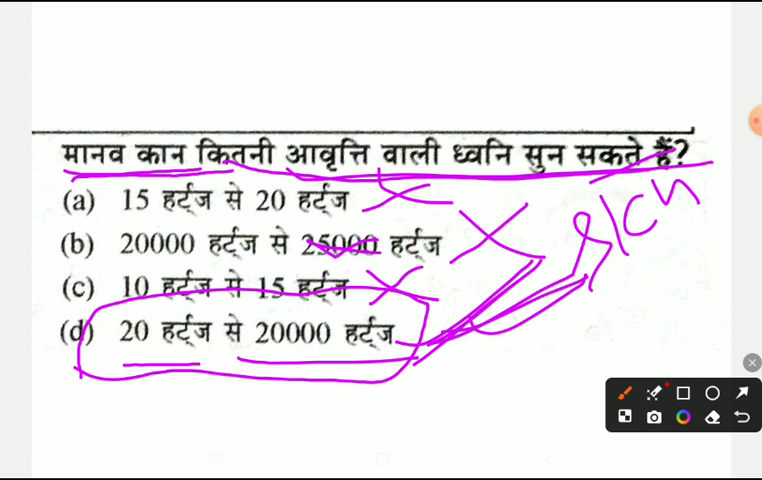 मानव कान कितनी आवृत्ति वाली ध्वनि सुन सकते हैं?
(a) 15 हर्ट्ज से 20 हर्ट्ज
(b) 20000 हर्ट्ज से 25000 हर्ट्ज
(c) 10 हर्ट्ज से 15 हर्ट्ज
(d) 20 हर्ट्ज से 20000 हर्ट्ज